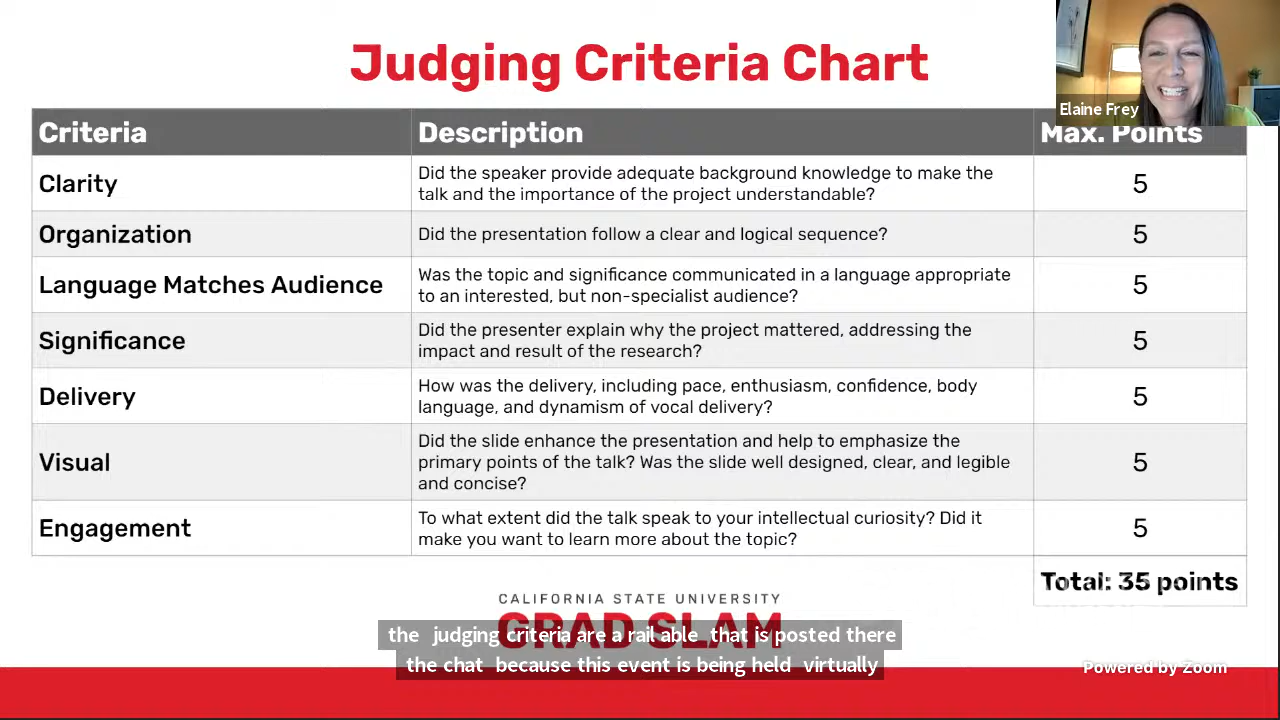 Judging Criteria Chart
Elaine Frey
Criteria
Description
Max. Points
Clarity
Did the speaker provide adequate background knowledge to make the
talk and the importance of the project understandable?
5
Organization
Did the presentation follow a clear and logical sequence?
5
Language Matches Audience
Was the topic and significance communicated in a language appropriate
to an interested, but non-specialist audience?
5
Significance
Did the presenter explain why the project mattered, addressing the
impact and result of the research?
5
Delivery
How was the delivery, including pace, enthusiasm, confidence, body
language, and dynamism of vocal delivery?
5
Visual
Did the slide enhance the presentation and help to emphasize the
primary points of the talk? Was the slide well designed, clear, and legible
and concise?
5
Engagement
To what extent did the talk speak to your intellectual curiosity? Did it
make you want to learn more about the topic?
5
Total: 35 points
CALIFORNIA STATE UNIVERSITY
GRAD SLAM
the judging criteria are a rail able that is posted there
the chat because this event is being held virtually
Powered by Zoom